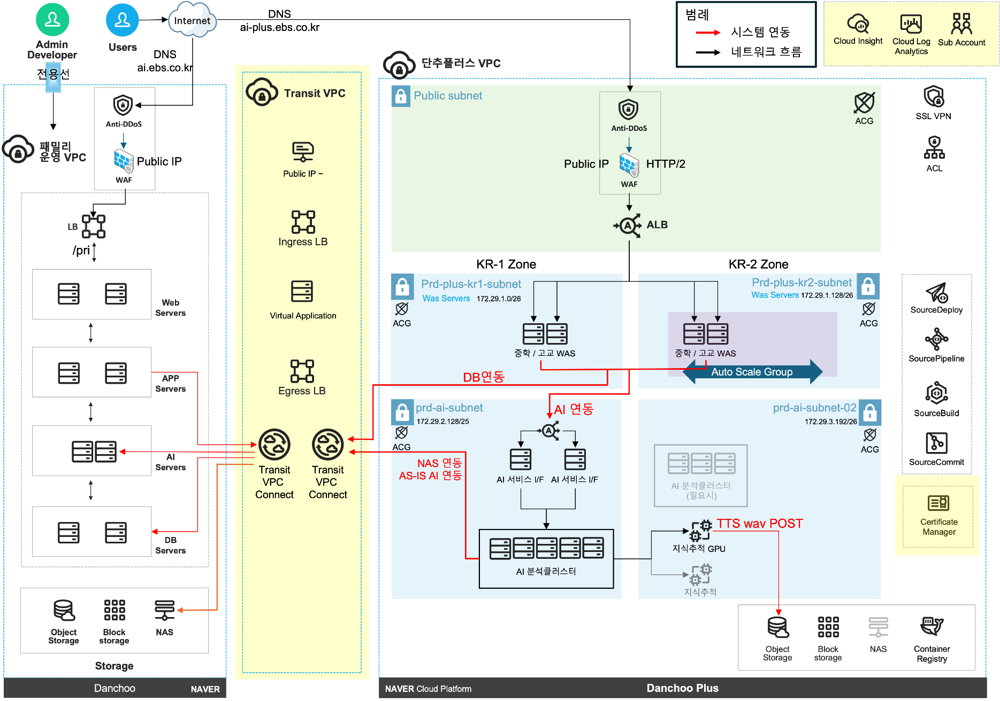 Admin
Developer
전용선
Users
Internet
DNS
ai-plus.ebs.co.kr
DNS
ai.ebs.co.kr
범례
시스템 연동
네트워크 흐름
Cloud Insight
Cloud Log
Analytics
Sub Account
패밀리
운영 VPC
Anti-DDoS
Public IP
WAF
LB
/pri
Web
Servers
APP
Servers
AI
Servers
DB
Servers
Object
Storage
Block
storage
NAS
Storage
Danchoo
NAVER
Transit VPC
Public IP ~
Ingress LB
Virtual Application
Egress LB
Transit
VPC
Connect
Transit
VPC
Connect
단추플러스 VPC
Public subnet
Anti-DDoS
Public IP
HTTP/2
WAF
ALB
ACG
SSL VPN
ACL
KR-1 Zone
KR-2 Zone
Prd-plus-kr1-subnet
Was Servers 172.29.1.0/26
ACG
중학 / 고교 WAS
Prd-plus-kr2-subnet
Was Servers 172.29.1.128/26
ACG
중학 / 고교 WAS
Auto Scale Group
DB연동
AI 연동
prd-ai-subnet
172.29.2.128/25
ACG
NAS 연동
AS-IS AI 연동
AI 서비스 I/F
AI 서비스 I/F
AI 분석클러스터
prd-ai-subnet-02
172.29.3.192/26
ACG
AI 분석클러스터
(필요시)
TTS wav POST
지식추적 GPU
지식추적
SourceDeploy
SourcePipeline
SourceBuild
SourceCommit
Certificate
Manager
Object
Storage
Block
storage
NAS
Container
Registry
NAVER Cloud Platform
Danchoo Plus